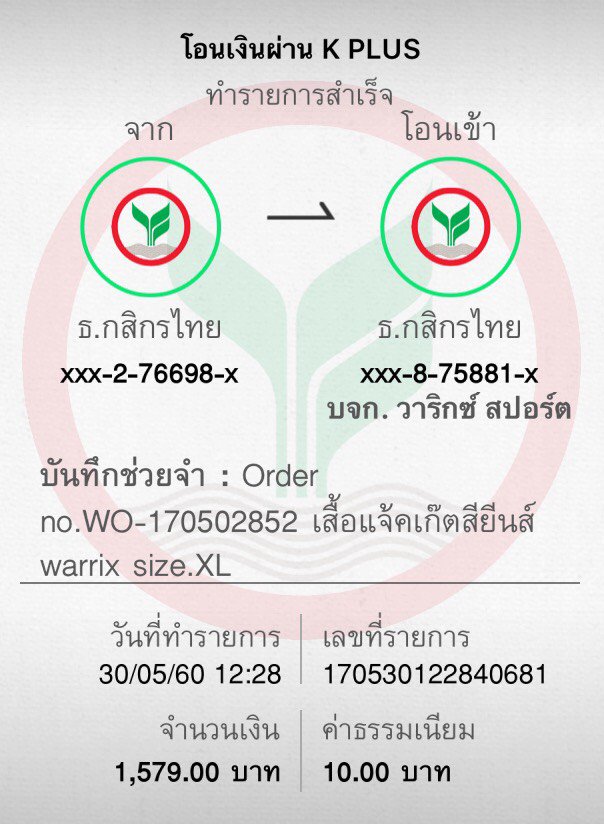 โอนเงินผ่าน K PLUS
ทำรายการสำเร็จ
จาก
โอนเข้า
ธ.กสิกรไทย
ธ.กสิกรไทย
xxx-2-76698-x
xxx-8-75881-x
บจก. วาริกซ์ สปอร์ต
บันทึกช่วยจำ : Order
no.WO-170502852 เสื้อแจ้คเก๊ตสียีนส์
warrix size.XL
วันที่ทำรายการ
30/05/60 12:28
เลขที่รายการ
170530122840681
จำนวนเงิน
1,579.00 บาท
ค่าธรรมเนียม
10.00 บาท